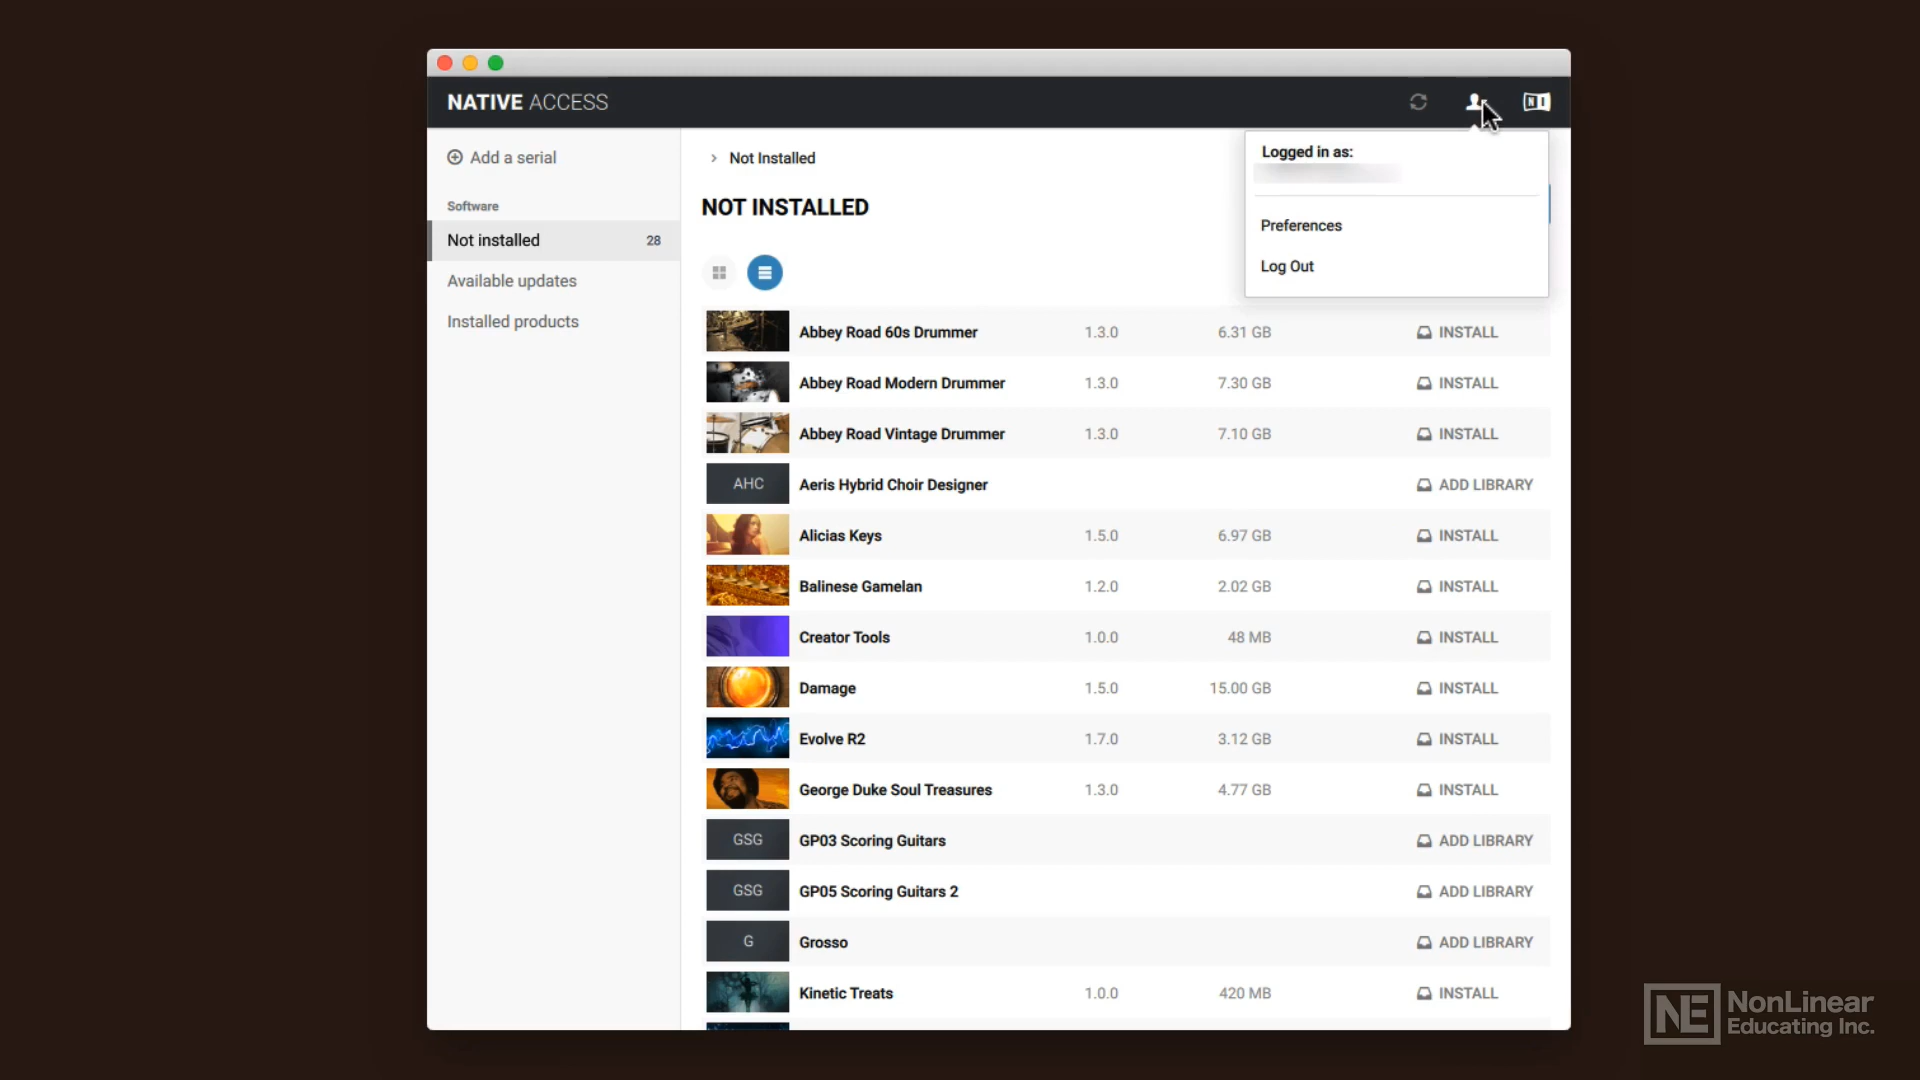 NATIVE ACCESS
NI
Add a serial
Software
Not installed 28
Available updates
Installed products
> Not Installed
NOT INSTALLED
Logged in as:
Preferences
Log Out
Abbey Road 60s Drummer 1.3.0 6.31 GB INSTALL
Abbey Road Modern Drummer 1.3.0 7.30 GB INSTALL
Abbey Road Vintage Drummer 1.3.0 7.10 GB INSTALL
AHC Aeris Hybrid Choir Designer ADD LIBRARY
Alicias Keys 1.5.0 6.97 GB INSTALL
Balinese Gamelan 1.2.0 2.02 GB INSTALL
Creator Tools 1.0.0 48 MB INSTALL
Damage 1.5.0 15.00 GB INSTALL
Evolve R2 1.7.0 3.12 GB INSTALL
George Duke Soul Treasures 1.3.0 4.77 GB INSTALL
GSG GP03 Scoring Guitars ADD LIBRARY
GSG GP05 Scoring Guitars 2 ADD LIBRARY
G Grosso ADD LIBRARY
Kinetic Treats 1.0.0 420 MB INSTALL
NE NonLinear
Educating Inc.